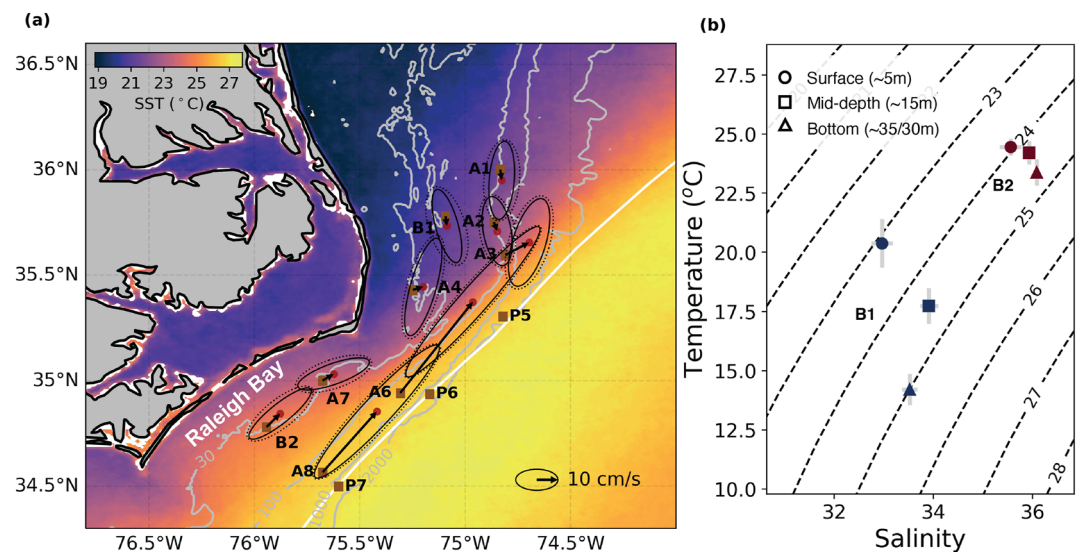 (a)
(b)
36.5°N
36°N
35.5°N
35°N
34.5°N
19 21 23 25 27
SST (°C)
A1
B1
A2
A3
A4
P5
A6
P6
A7
B2
A8
P7
Raleigh Bay
30
100
1000
2000
10 cm/s
76.5°W 76°W 75.5°W 75°W 74.5°W
Temperature (°C)
27.5
25.0
22.5
20.0
17.5
15.0
12.5
10.0
Surface (~5m)
Mid-depth (~15m)
Bottom (~35/30m)
20
21
22
23
24
25
26
27
28
B2
B1
32 34 36
Salinity